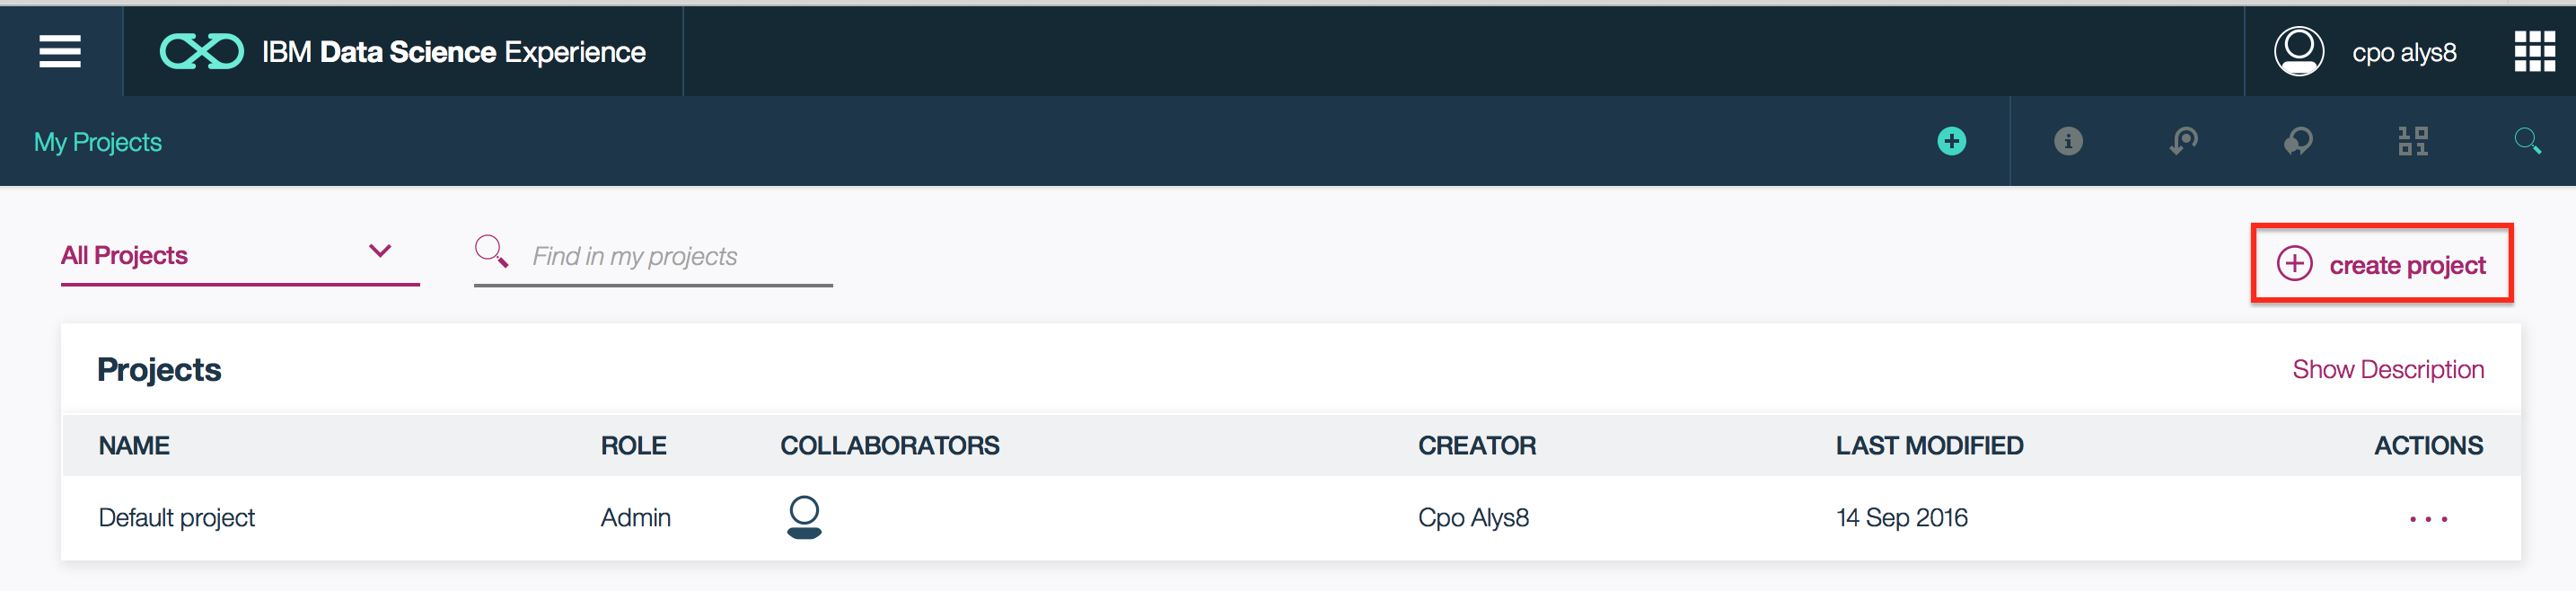 IBM Data Science Experience
cpo alys8
My Projects
All Projects
Find in my projects
create project
Projects
Show Description
NAME ROLE COLLABORATORS CREATOR LAST MODIFIED ACTIONS
Default project Admin Cpo Alys8 14 Sep 2016 ...